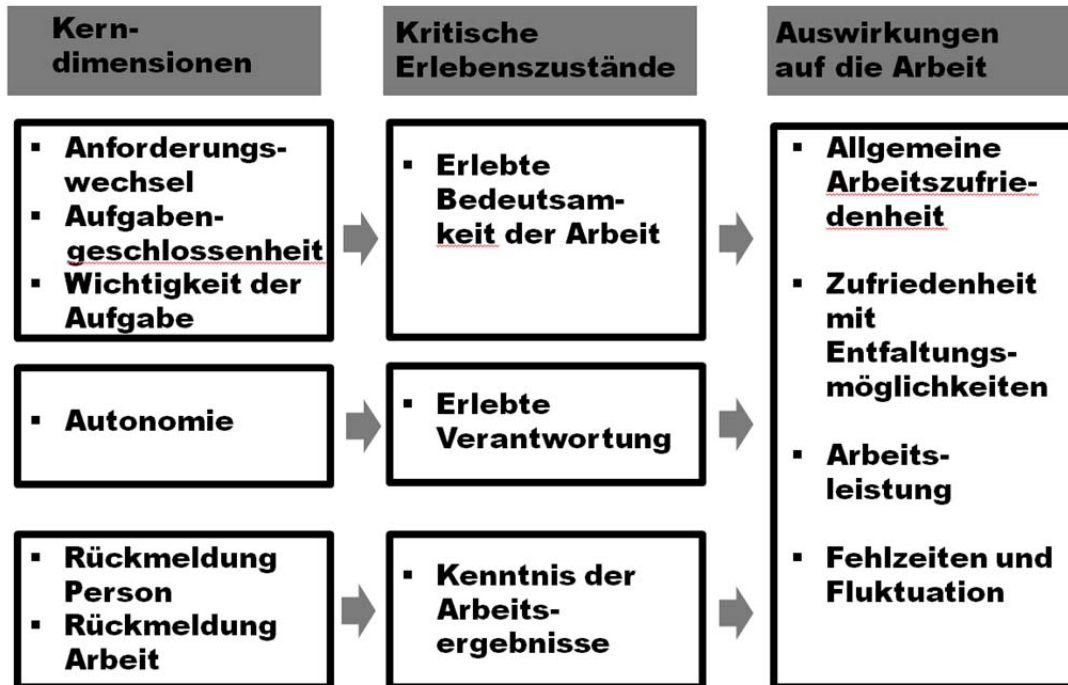 Kern-
dimensionen
Kritische
Erlebenszustände
Auswirkungen
auf die Arbeit
▪ Anforderungs-
wechsel
▪ Aufgaben-
geschlossenheit
▪ Wichtigkeit der
Aufgabe
▪ Erlebte
Bedeutsam-
keit der Arbeit
▪ Autonomie
▪ Erlebte
Verantwortung
▪ Rückmeldung
Person
▪ Rückmeldung
Arbeit
▪ Kenntnis der
Arbeits-
ergebnisse
▪ Allgemeine
Arbeitszufrie-
denheit
▪ Zufriedenheit
mit
Entfaltungs-
möglichkeiten
▪ Arbeits-
leistung
▪ Fehlzeiten und
Fluktuation